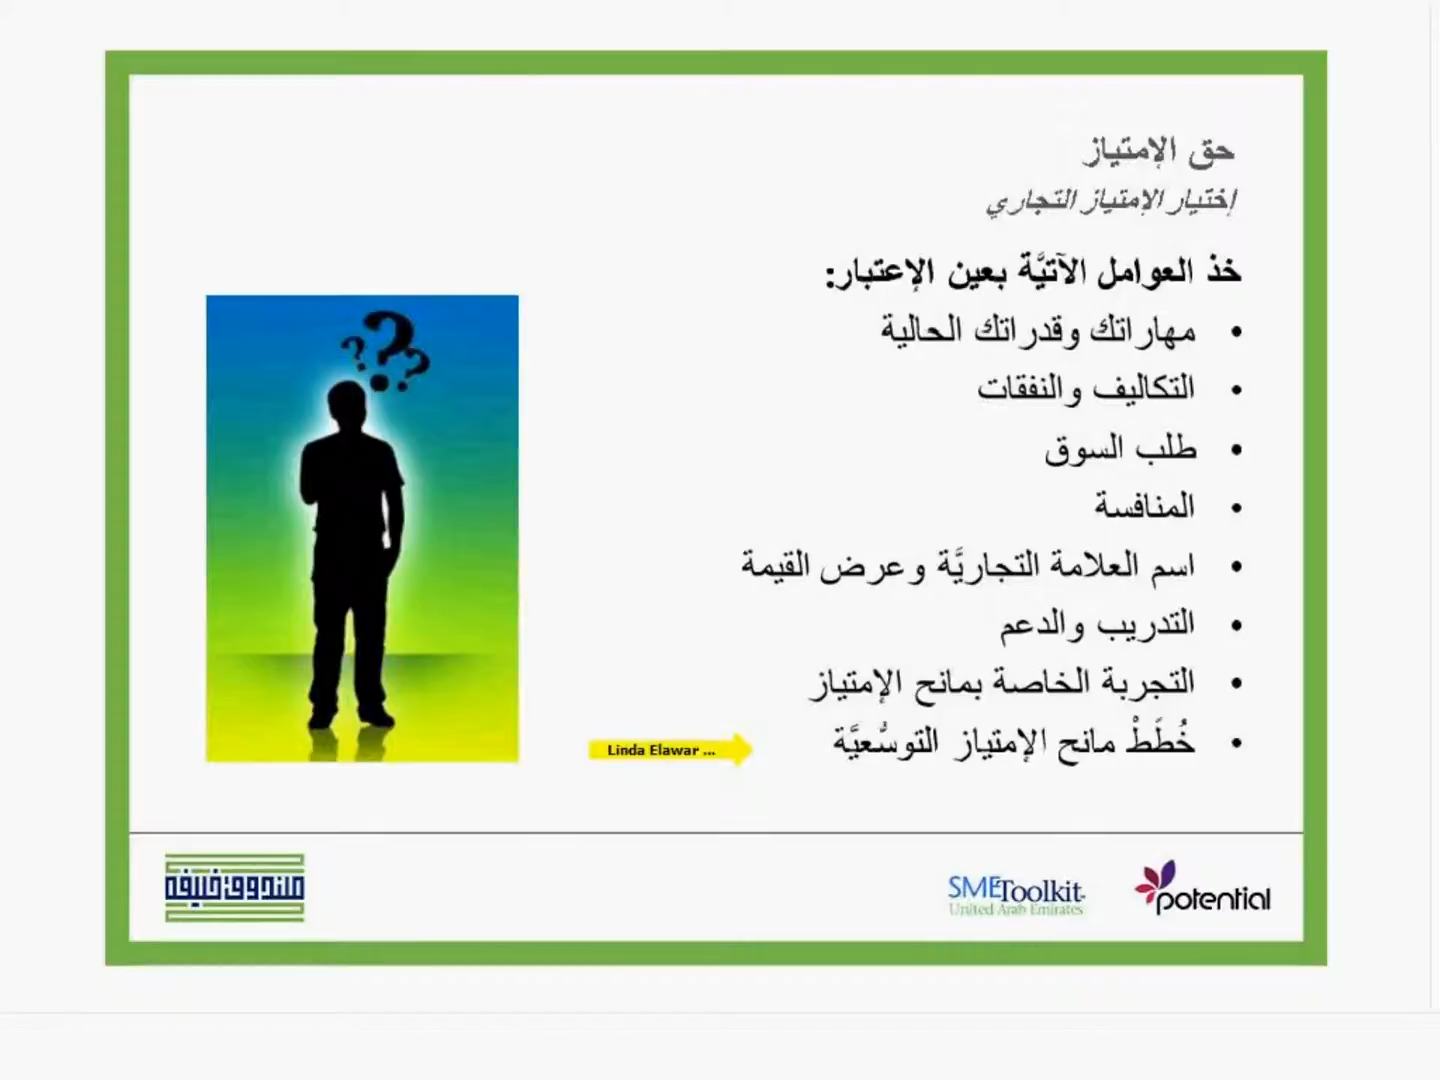 حق الإمتياز
إختيار الإمتياز التجاري
خذ العوامل الآتيَّة بعين الإعتبار:
• مهاراتك وقدراتك الحالية
• التكاليف والنفقات
• طلب السوق
• المنافسة
• اسم العلامة التجاريَّة وعرض القيمة
• التدريب والدعم
• التجربة الخاصة بمانح الإمتياز
• خُطَطْ مانح الإمتياز التوسُّعيَّة
Linda Elawar ...
???
potential
SMEToolkit
United Arab Emirates
صندوق خليفة